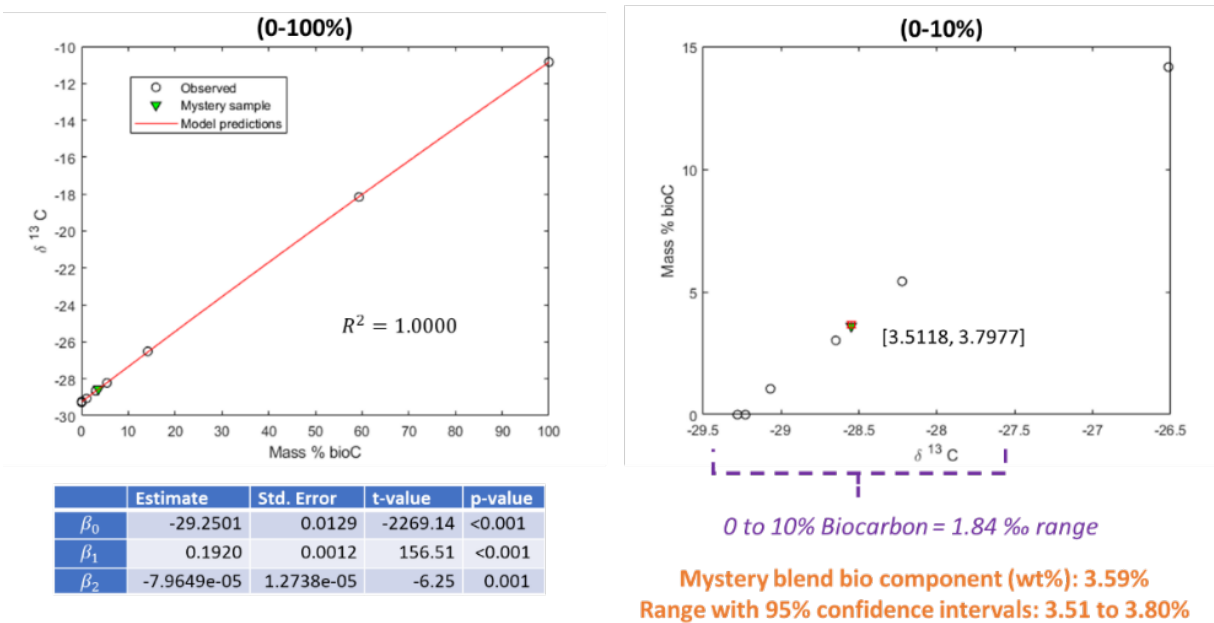 (0-100%)
-10
-12
-14
-16
-18
-20
-22
-24
-26
-28
-30
δ 13 C
Observed
Mystery sample
Model predictions
R² = 1.0000
0 10 20 30 40 50 60 70 80 90 100
Mass % bioC
(0-10%)
15
10
5
0
Mass % bioC
[3.5118, 3.7977]
-29.5 -29 -28.5 -28 -27.5 -27 -26.5
δ 13 C
Estimate Std. Error t-value p-value
β₀ -29.2501 0.0129 -2269.14 <0.001
β₁ 0.1920 0.0012 156.51 <0.001
β₂ -7.9649e-05 1.2738e-05 -6.25 0.001
0 to 10% Biocarbon = 1.84 ‰ range
Mystery blend bio component (wt%): 3.59%
Range with 95% confidence intervals: 3.51 to 3.80%